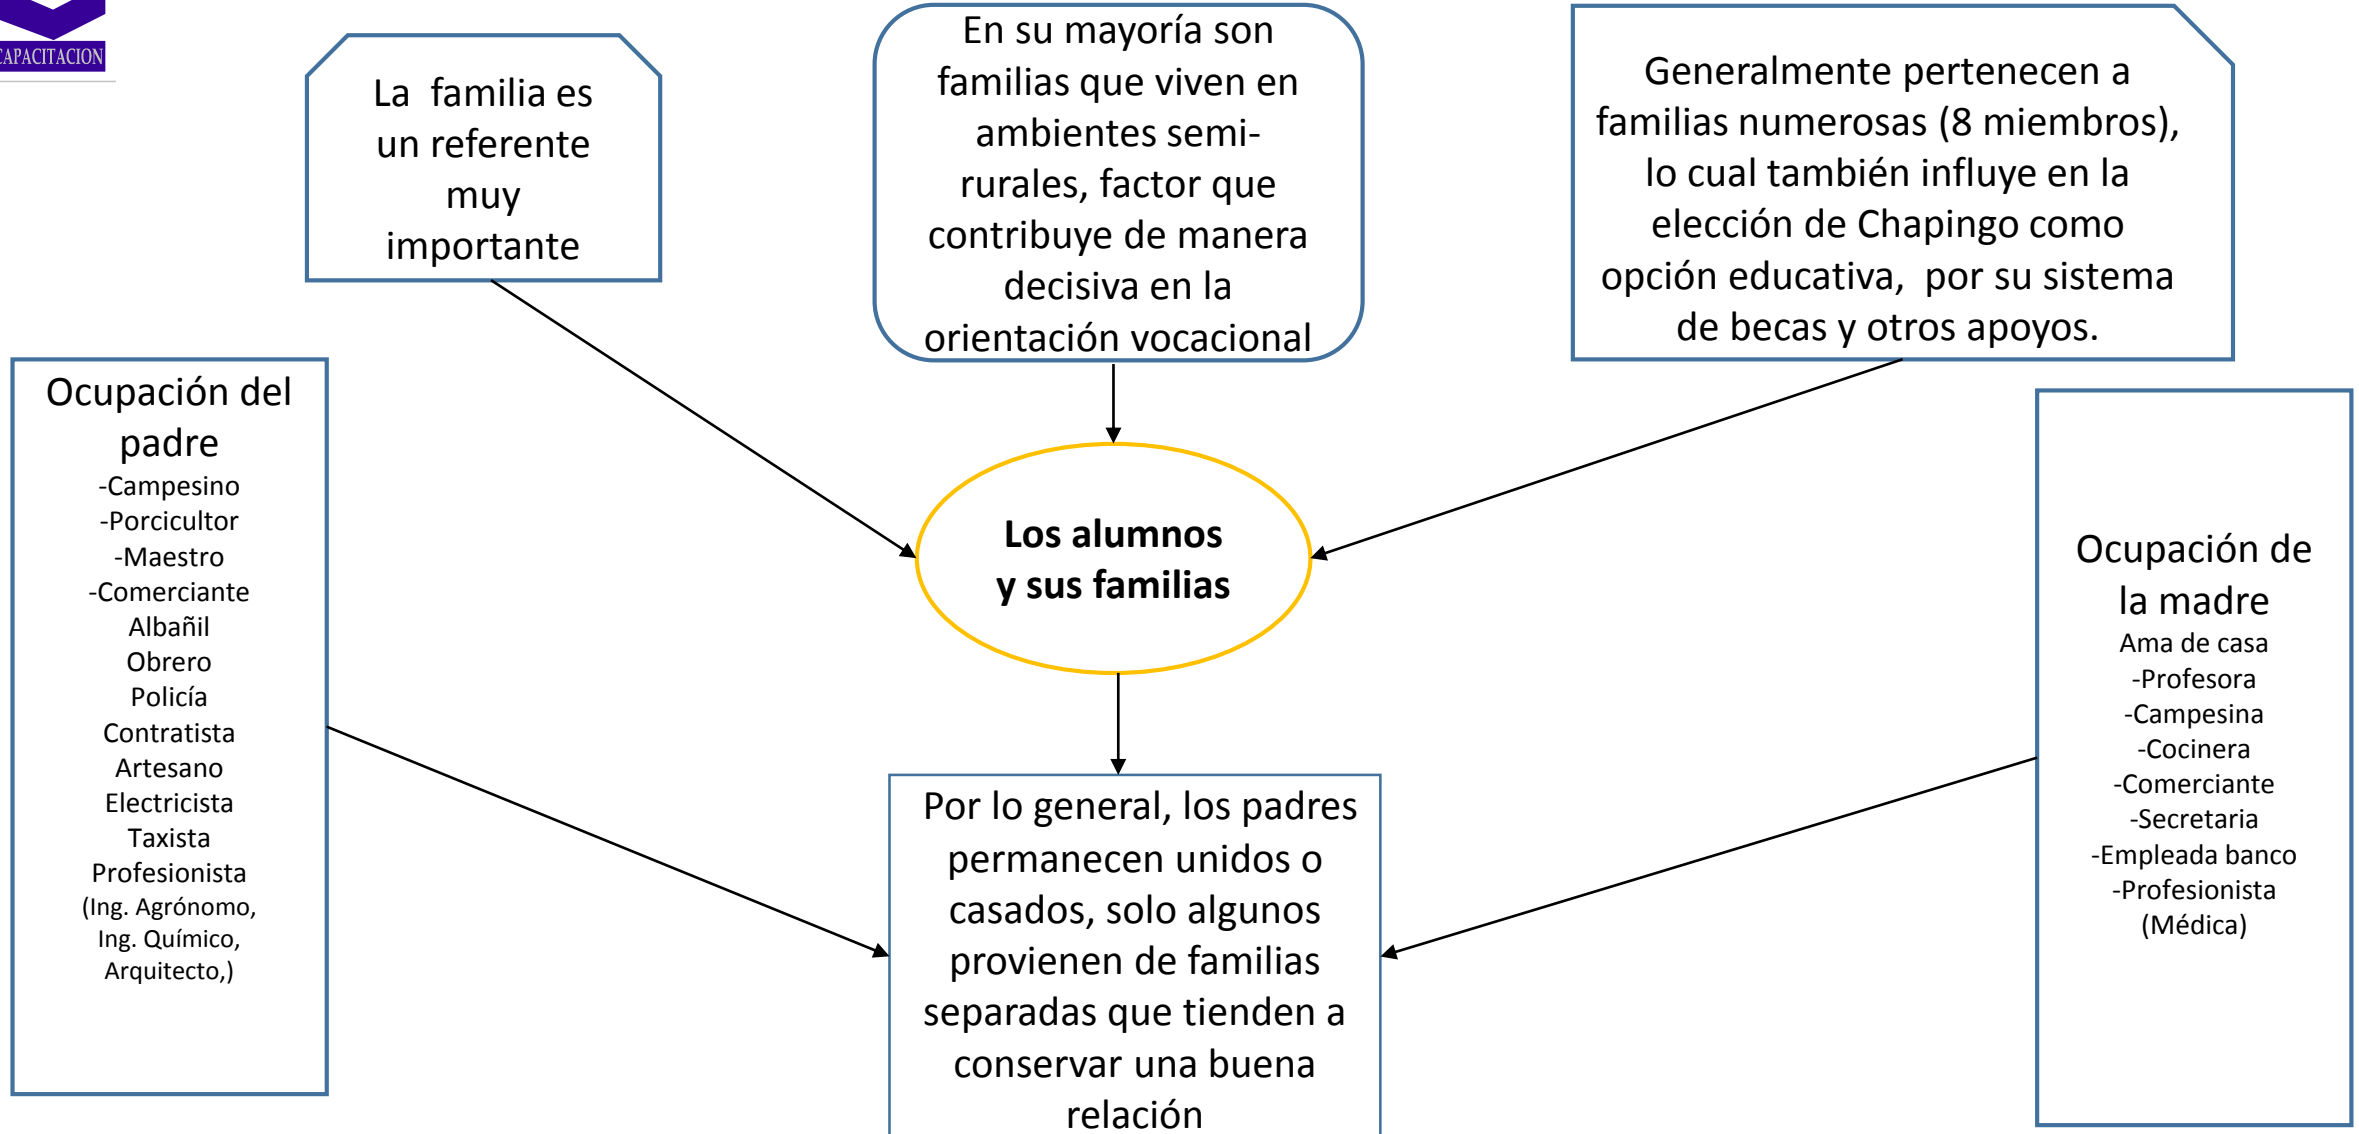 CAPACITACION
La familia es
un referente
muy
importante
En su mayoría son
familias que viven en
ambientes semi-
rurales, factor que
contribuye de manera
decisiva en la
orientación vocacional
Generalmente pertenecen a
familias numerosas (8 miembros),
lo cual también influye en la
elección de Chapingo como
opción educativa, por su sistema
de becas y otros apoyos.
Ocupación del
padre
-Campesino
-Porcicultor
-Maestro
-Comerciante
Albañil
Obrero
Policía
Contratista
Artesano
Electricista
Taxista
Profesionista
(Ing. Agrónomo,
Ing. Químico,
Arquitecto,)
Los alumnos
y sus familias
Ocupación de
la madre
Ama de casa
-Profesora
-Campesina
-Cocinera
-Comerciante
-Secretaria
-Empleada banco
-Profesionista
(Médica)
Por lo general, los padres
permanecen unidos o
casados, solo algunos
provienen de familias
separadas que tienden a
conservar una buena
relación